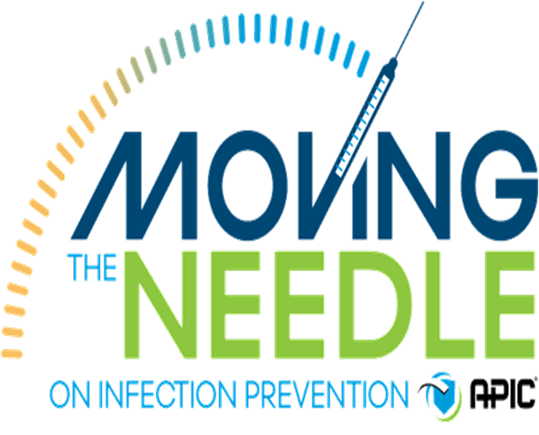 MOVING
THE NEEDLE
ON INFECTION PREVENTION APIC®